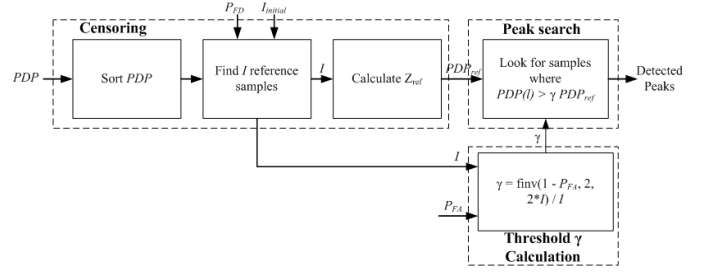 P_FD
I_initial
Censoring
Peak search
PDP
Sort PDP
Find I reference
samples
I
Calculate Z_ref
PDP_ref
Look for samples
where
PDP(l) > γ PDP_ref
Detected
Peaks
γ
I
γ = finv(1 - P_FA, 2,
2*I) / I
P_FA
Threshold γ
Calculation